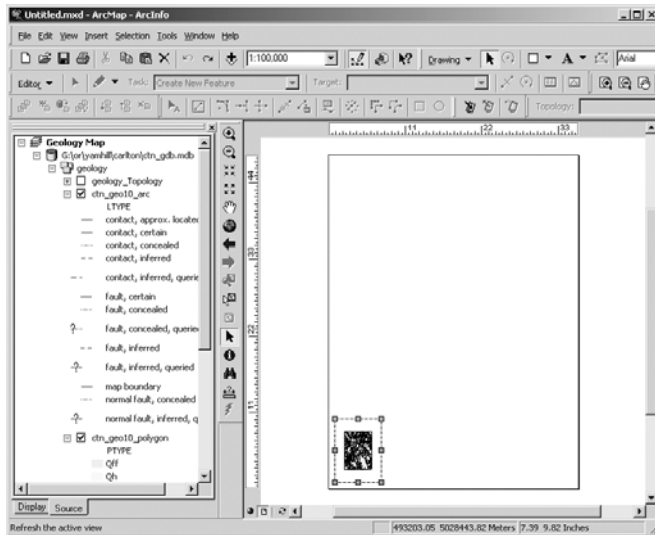 Untitled.mxd - ArcMap - ArcInfo
File Edit View Insert Selection Tools Window Help
1:100,000 Drawing A Arial
Editor Task: Create New Feature Target:
Topology:
Geology Map
G:\or\yamhill\carlton\ctn_gdb.mdb
geology
geology_Topology
ctn_geo10_arc
LTYPE
contact, approx. located
contact, certain
contact, concealed
contact, inferred
contact, inferred, querie
fault, certain
fault, concealed
fault, concealed, querie
fault, inferred
fault, inferred, queried
map boundary
normal fault, concealed
normal fault, inferred, q
ctn_geo10_polygon
PTYPE
Qff
Qh
Display Source
Refresh the active view
493203.05 5028443.82 Meters 7.39 9.82 Inches